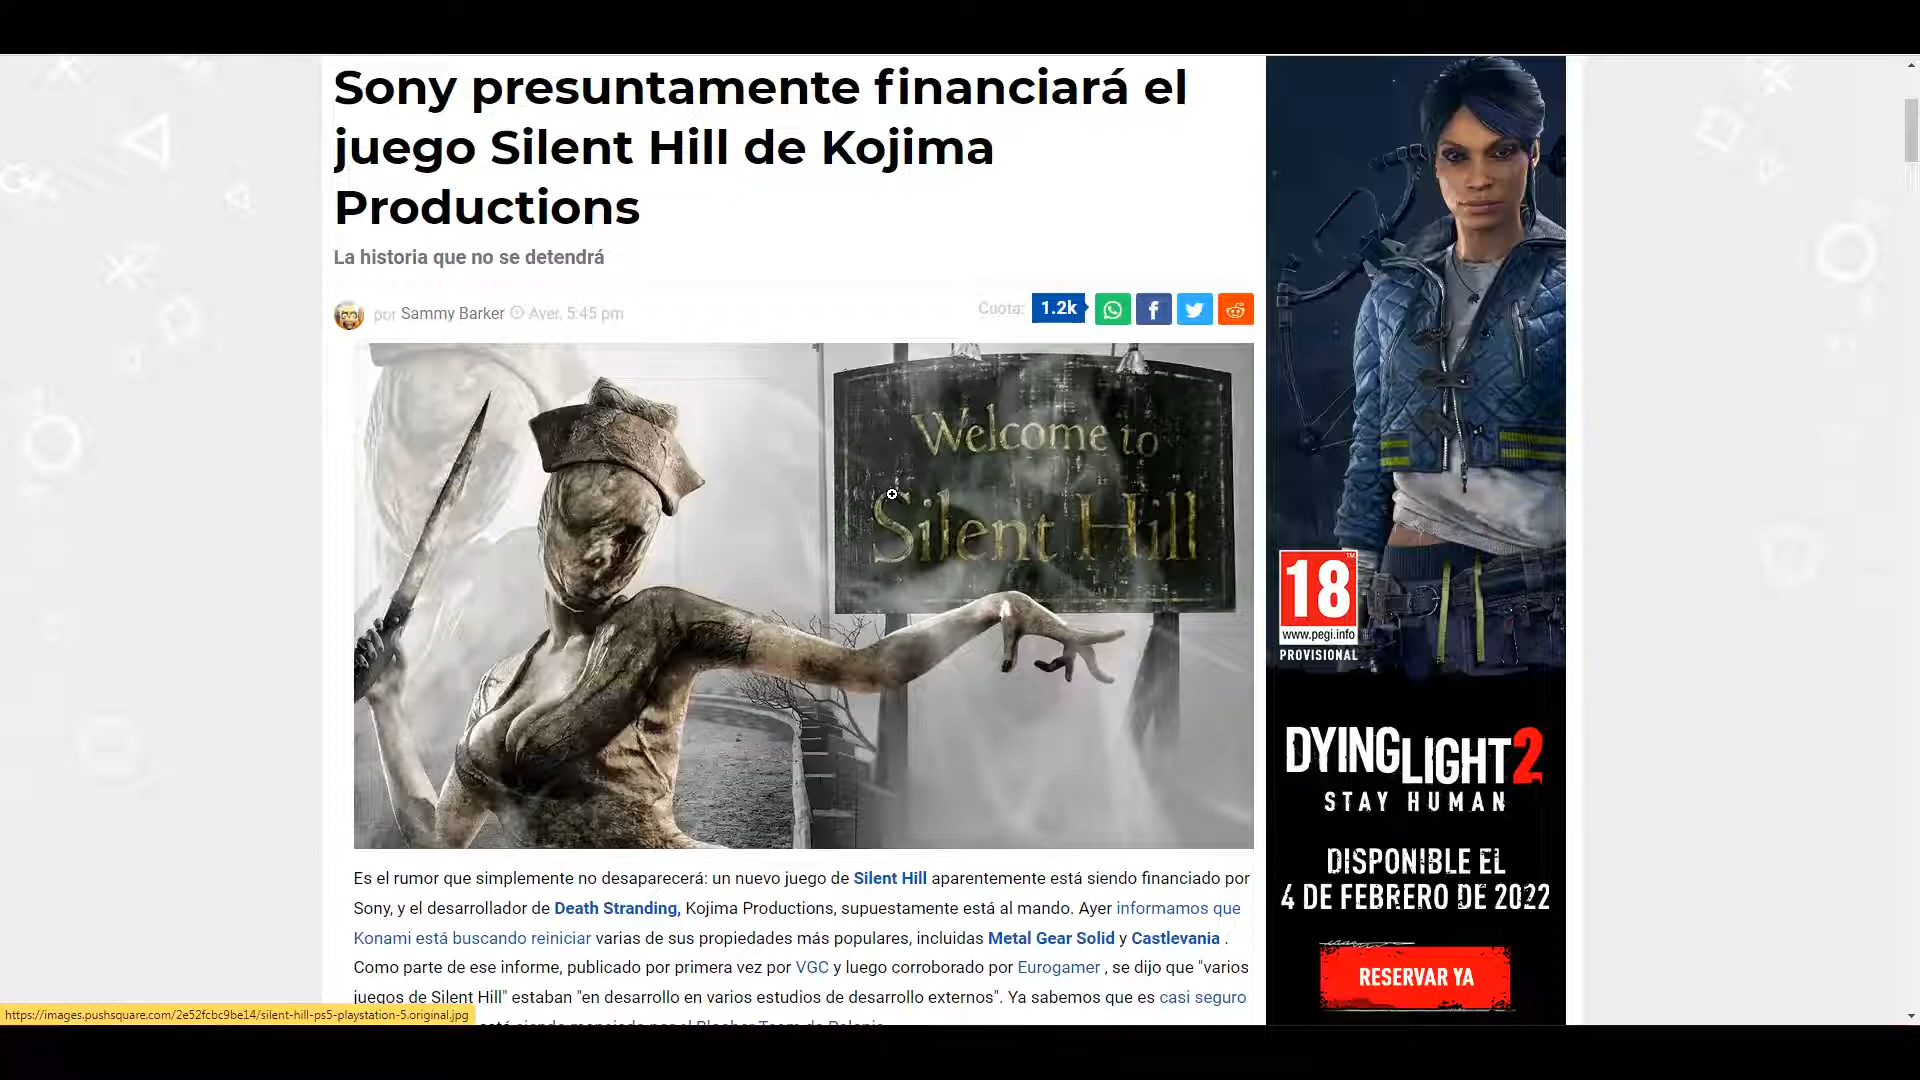 Sony presuntamente financiará el
juego Silent Hill de Kojima
Productions
La historia que no se detendrá
por Sammy Barker Ayer, 5:45 pm
Cuota: 1.2k
Welcome to
Silent Hill
Es el rumor que simplemente no desaparecerá: un nuevo juego de Silent Hill aparentemente está siendo financiado por
Sony, y el desarrollador de Death Stranding, Kojima Productions, supuestamente está al mando. Ayer informamos que
Konami está buscando reiniciar varias de sus propiedades más populares, incluidas Metal Gear Solid y Castlevania .
Como parte de ese informe, publicado por primera vez por VGC y luego corroborado por Eurogamer , se dijo que "varios
juegos de Silent Hill" estaban "en desarrollo en varios estudios de desarrollo externos". Ya sabemos que es casi seguro
https://images.pushsquare.com/2e52fcbc9be14/silent-hill-ps5-playstation-5.original.jpg
18
TM
www.pegi.info
PROVISIONAL
DYING LIGHT 2
STAY HUMAN
DISPONIBLE EL
4 DE FEBRERO DE 2022
RESERVAR YA